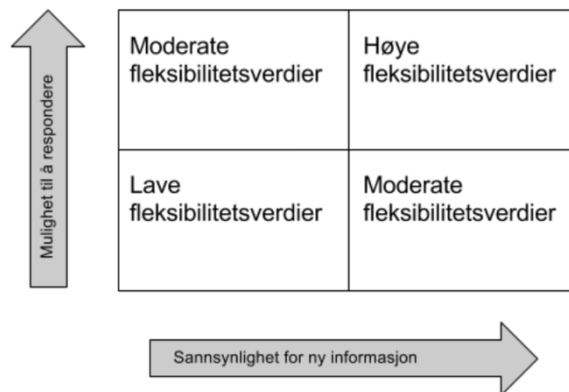 Mulighet til å respondere
Moderate
fleksibilitetsverdier
Høye
fleksibilitetsverdier
Lave
fleksibilitetsverdier
Moderate
fleksibilitetsverdier
Sannsynlighet for ny informasjon